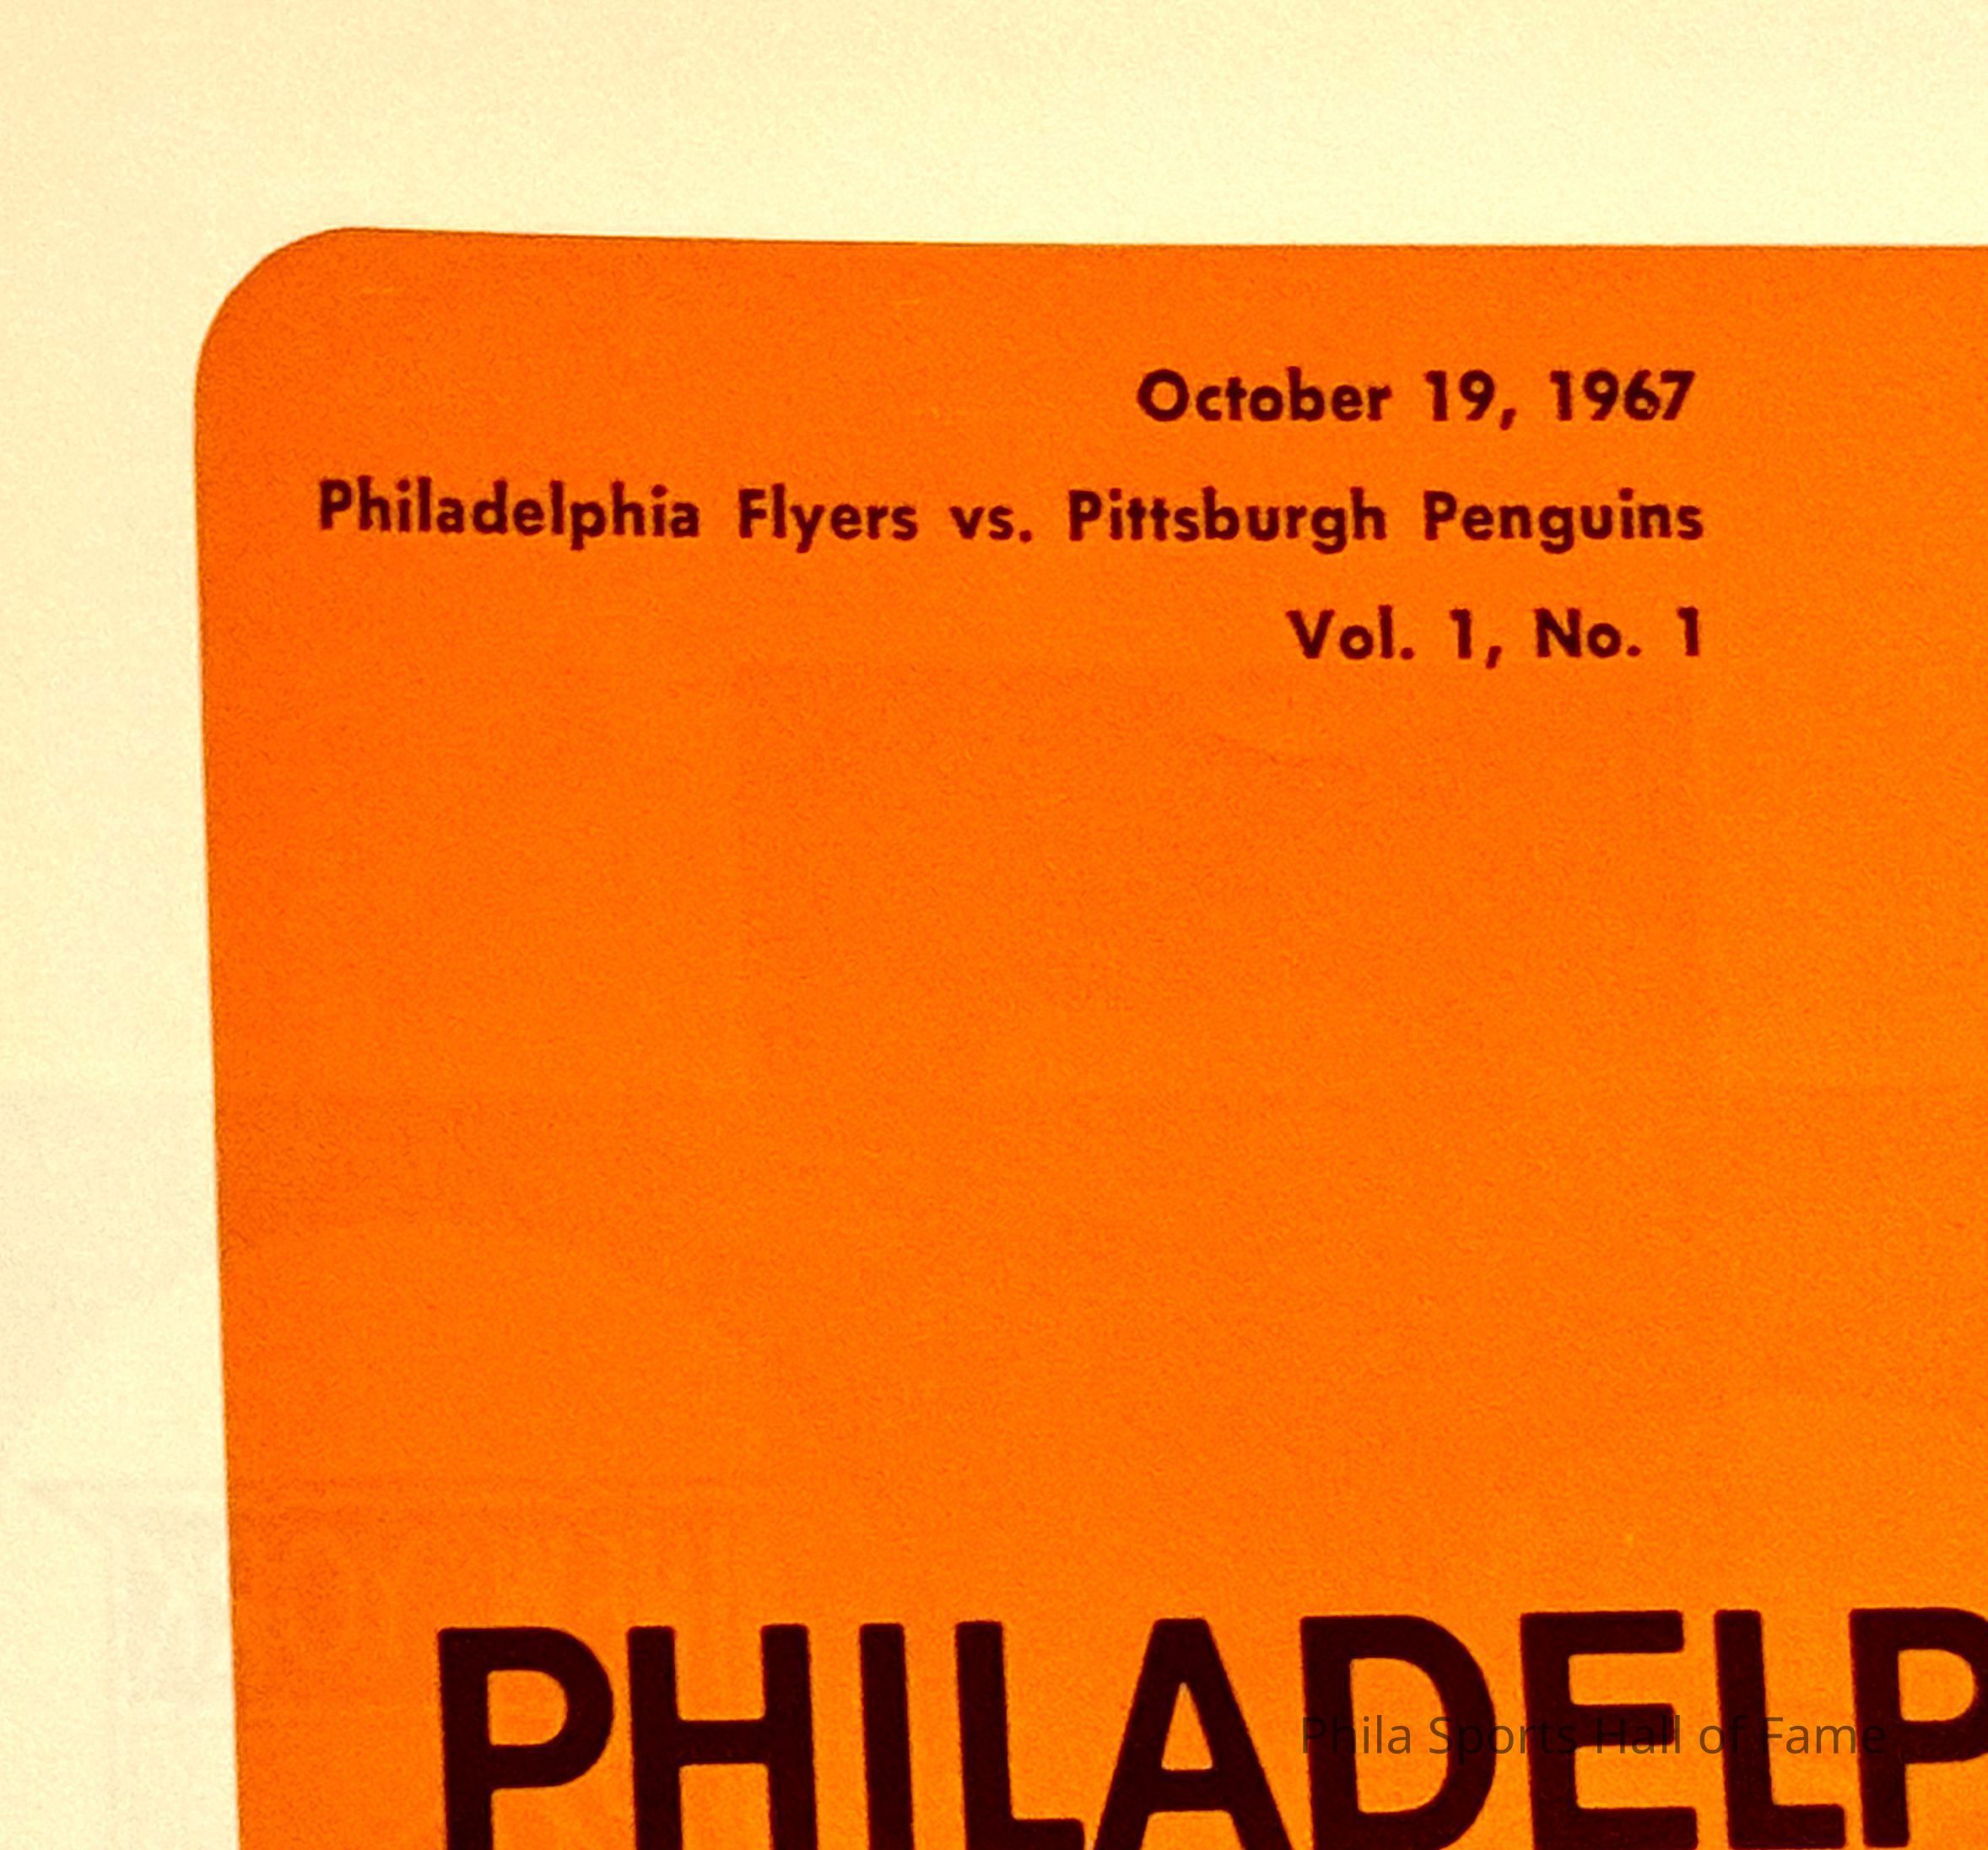 October 19, 1967
Philadelphia Flyers vs. Pittsburgh Penguins
Vol. 1, No. 1
PHILADELP
Phila Sports Hall of Fame